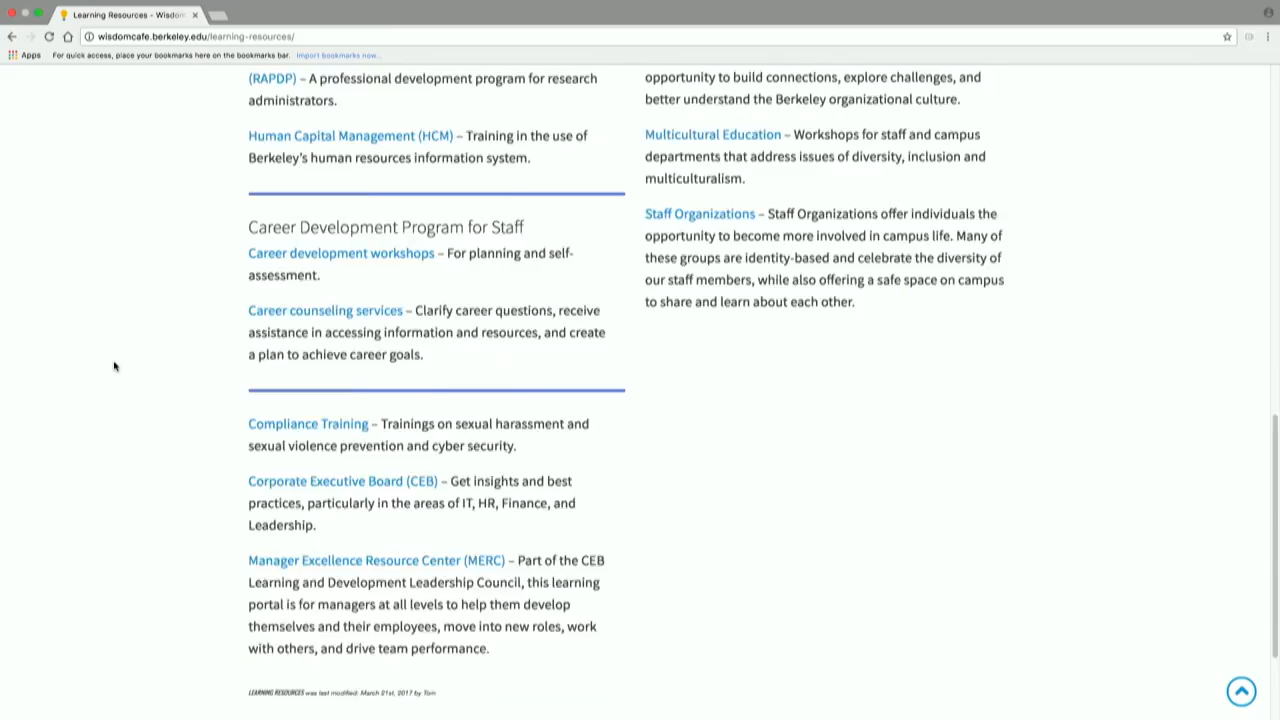 Learning Resources - Wisdom
wisdomcafe.berkeley.edu/learning-resources/
Apps For quick access, place your bookmarks here on the bookmarks bar. Import bookmarks now...
(RAPDP) – A professional development program for research
administrators.
Human Capital Management (HCM) – Training in the use of
Berkeley's human resources information system.
Career Development Program for Staff
Career development workshops – For planning and self-
assessment.
Career counseling services – Clarify career questions, receive
assistance in accessing information and resources, and create
a plan to achieve career goals.
Compliance Training – Trainings on sexual harassment and
sexual violence prevention and cyber security.
Corporate Executive Board (CEB) – Get insights and best
practices, particularly in the areas of IT, HR, Finance, and
Leadership.
Manager Excellence Resource Center (MERC) – Part of the CEB
Learning and Development Leadership Council, this learning
portal is for managers at all levels to help them develop
themselves and their employees, move into new roles, work
with others, and drive team performance.
LEARNING RESOURCES was last modified: March 21st, 2017 by Tom
opportunity to build connections, explore challenges, and
better understand the Berkeley organizational culture.
Multicultural Education – Workshops for staff and campus
departments that address issues of diversity, inclusion and
multiculturalism.
Staff Organizations – Staff Organizations offer individuals the
opportunity to become more involved in campus life. Many of
these groups are identity-based and celebrate the diversity of
our staff members, while also offering a safe space on campus
to share and learn about each other.